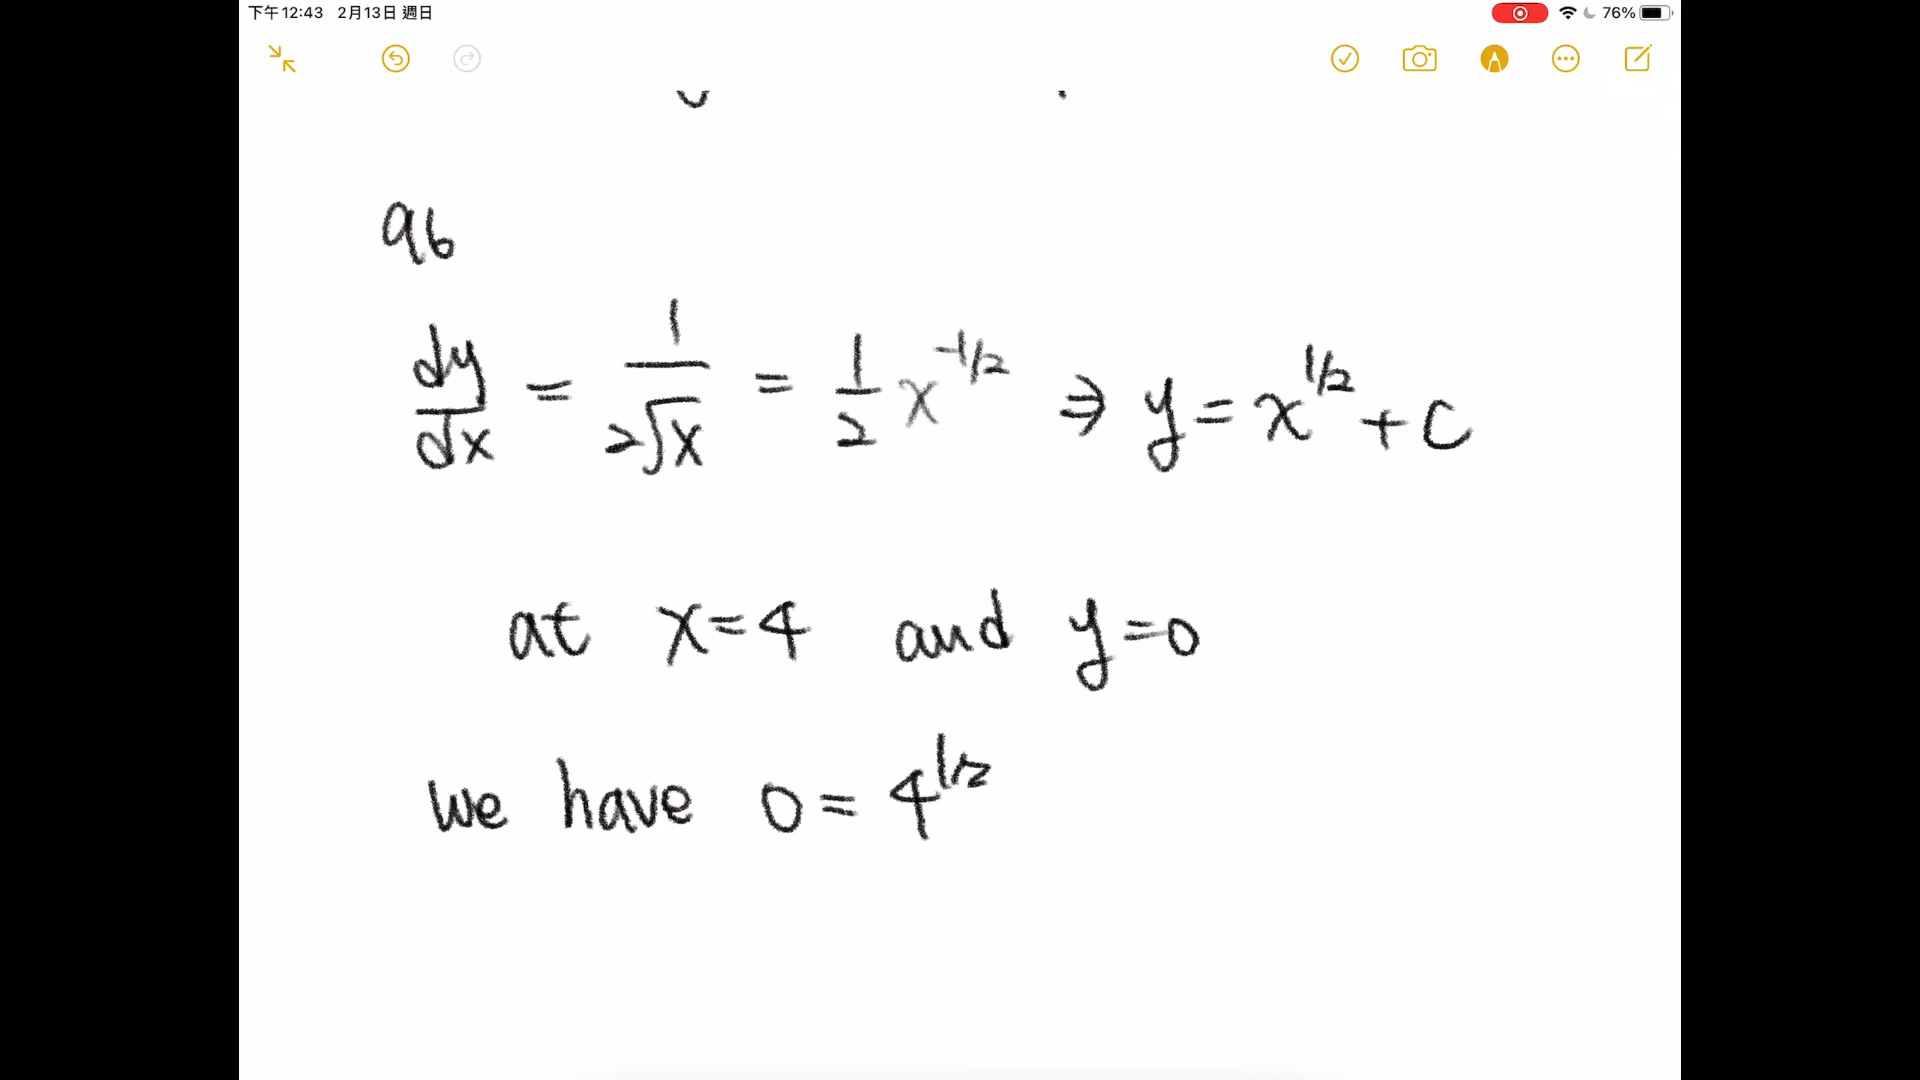 下午12:43 2月13日 週日 76%
96
dy/dx = 1/(2√x) = 1/2 x^(-1/2) ⇒ y = x^(1/2) + C
at x=4 and y=0
we have 0 = 4^(1/2)